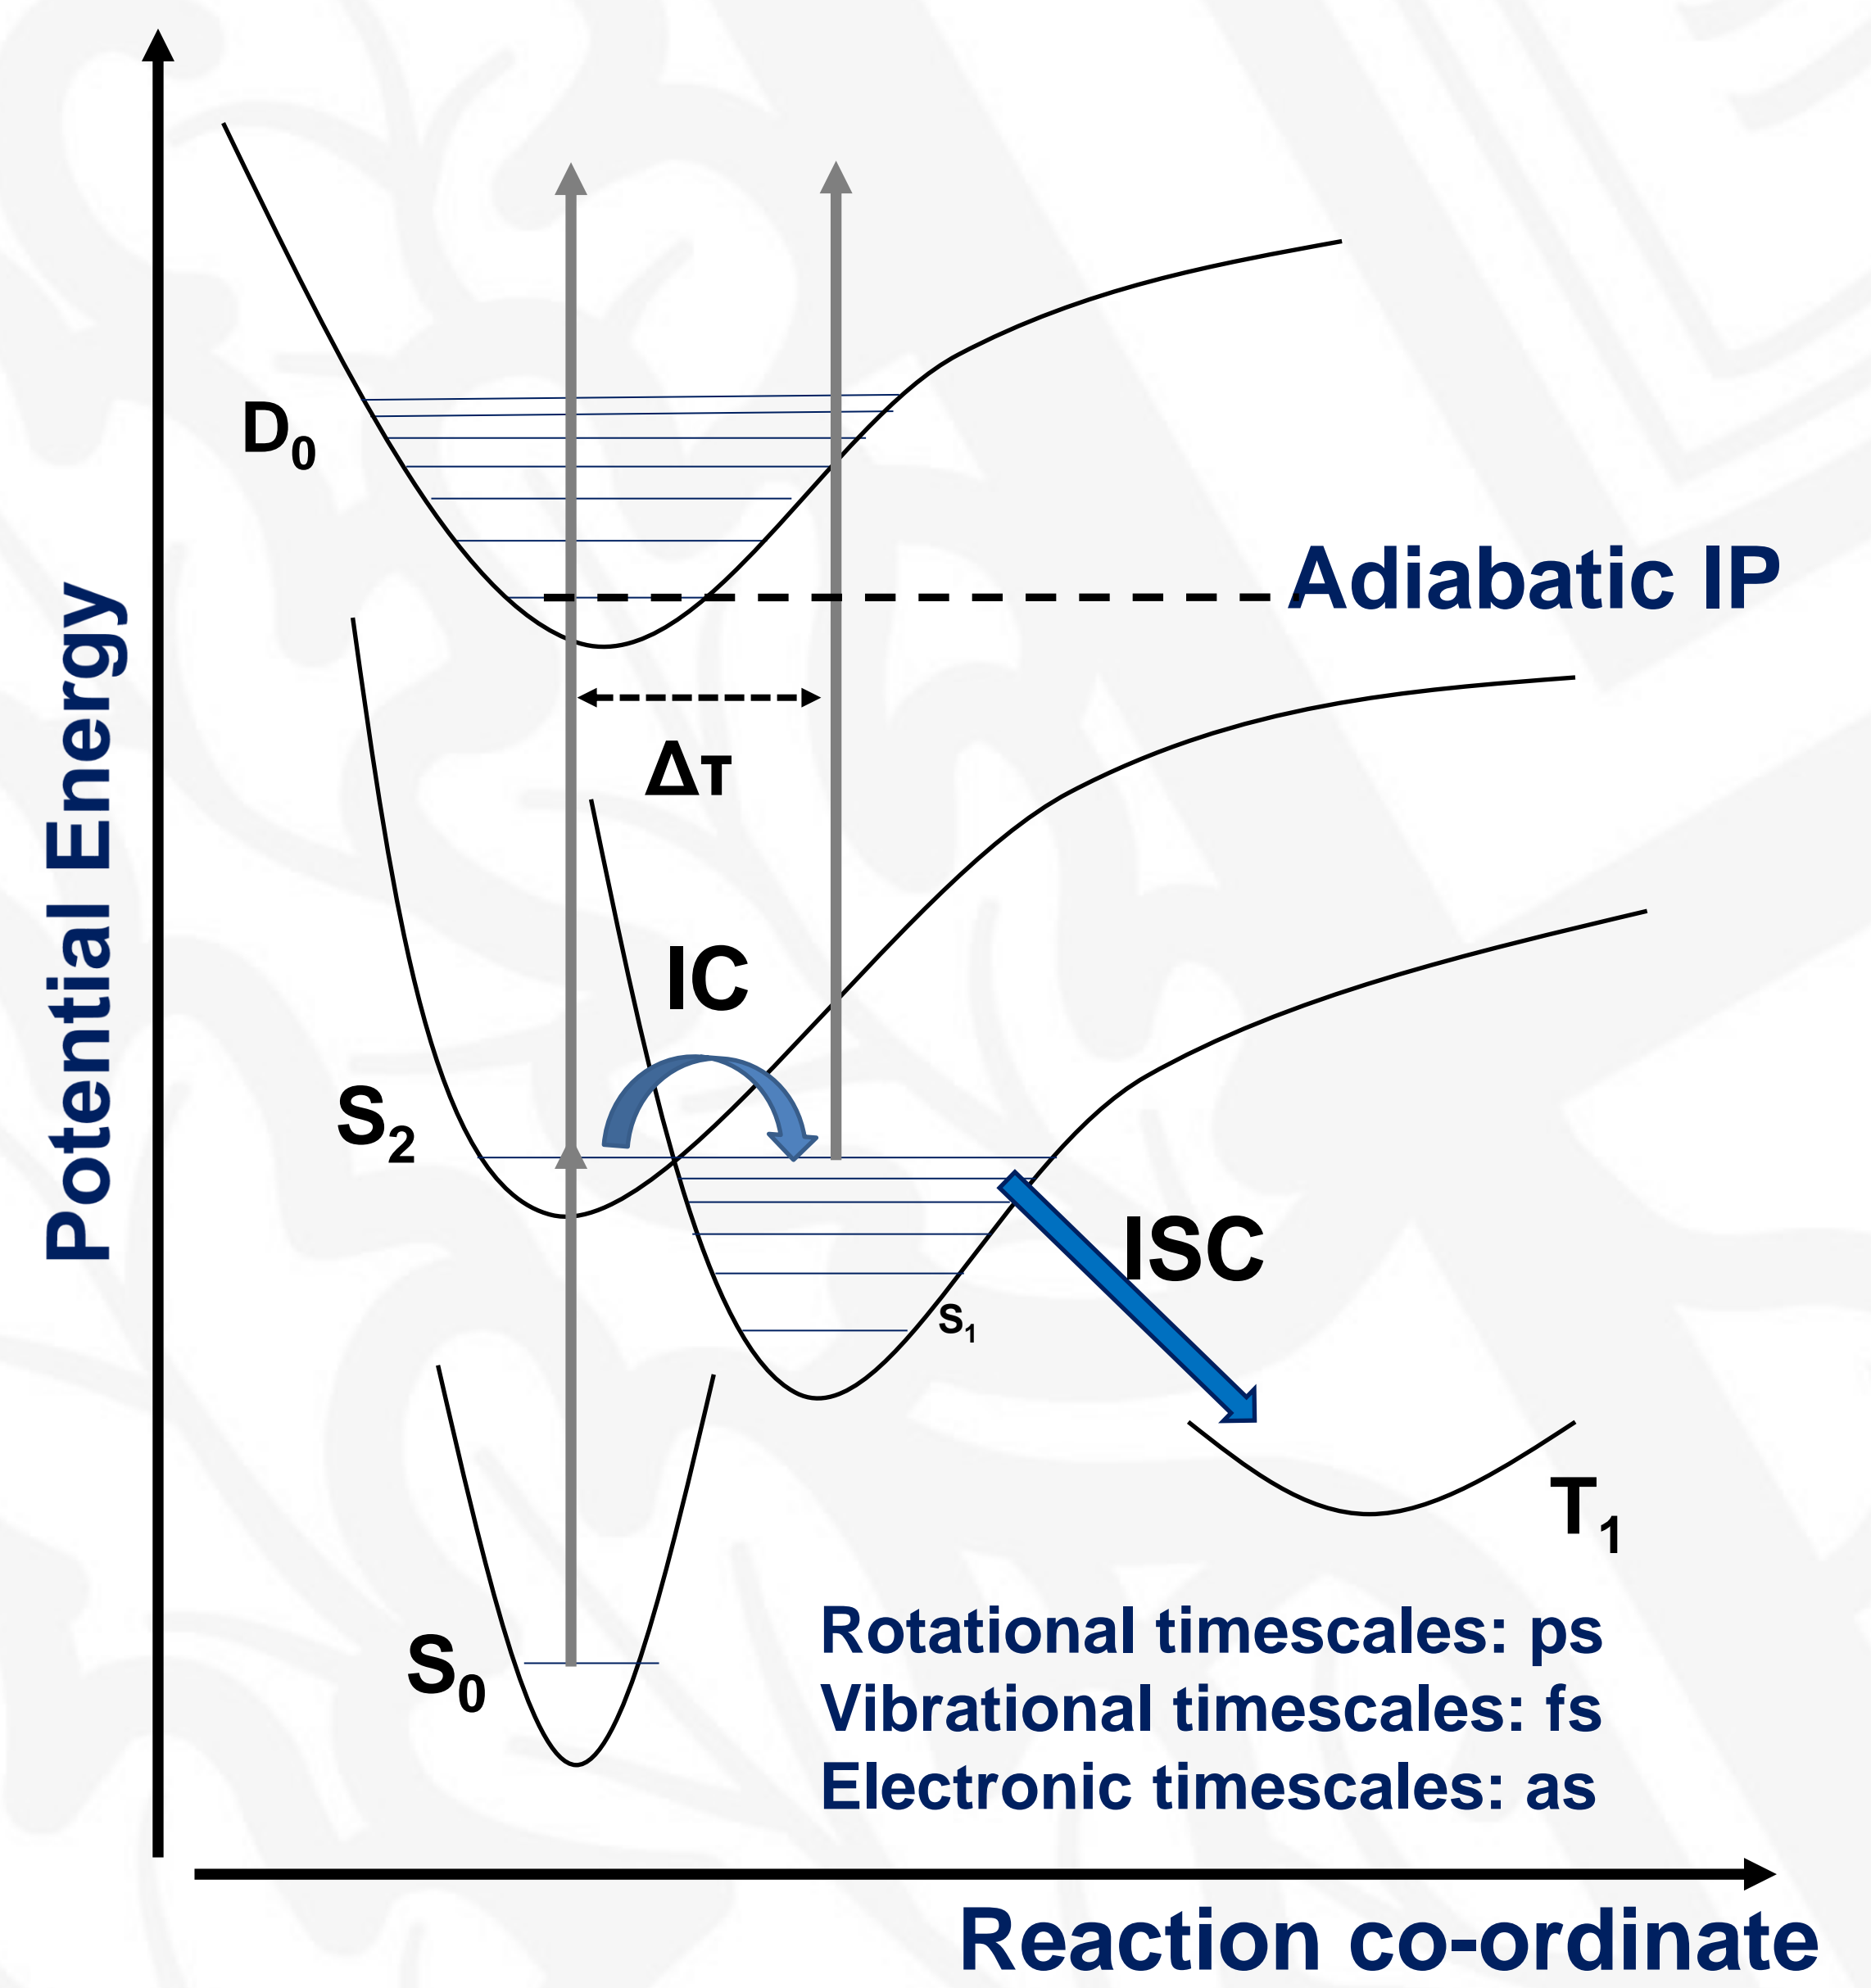 D₀
Adiabatic IP
Δτ
Potential Energy
IC
S₂
ISC
S₁
T₁
S₀
Rotational timescales: ps
Vibrational timescales: fs
Electronic timescales: as
Reaction co-ordinate